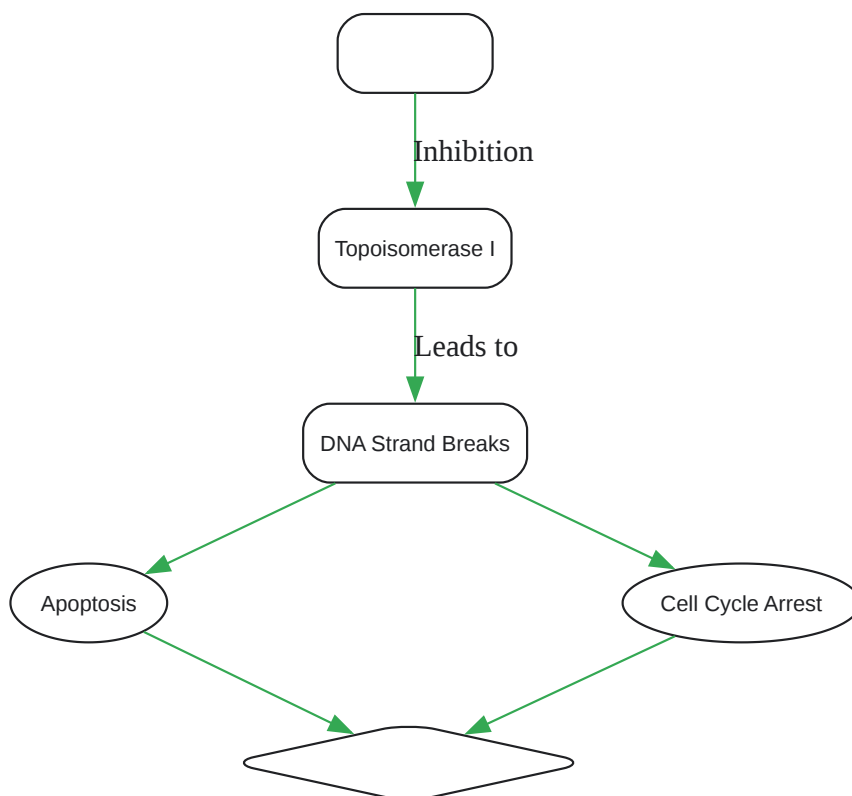 Inhibition
Topoisomerase I
Leads to
DNA Strand Breaks
Apoptosis
Cell Cycle Arrest